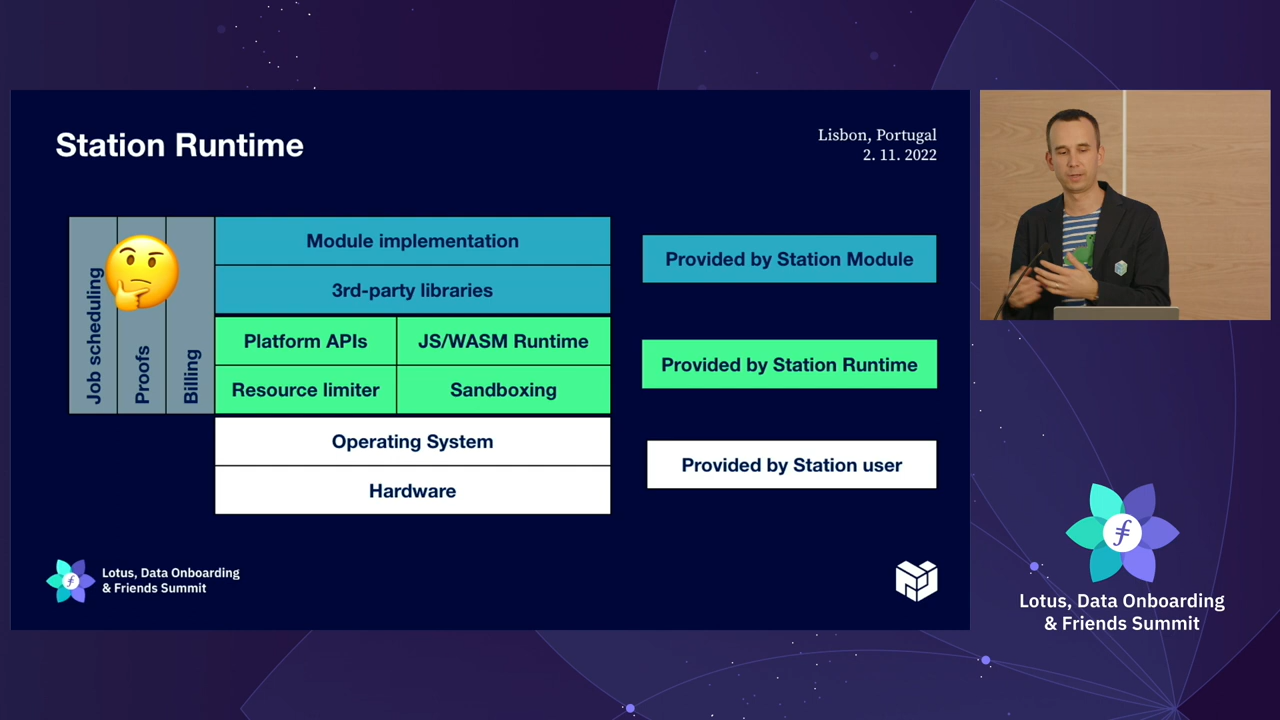 Station Runtime
Lisbon, Portugal
2. 11. 2022
Job scheduling
Proofs
Billing
Module implementation
3rd-party libraries
Platform APIs
JS/WASM Runtime
Resource limiter
Sandboxing
Operating System
Hardware
Provided by Station Module
Provided by Station Runtime
Provided by Station user
Lotus, Data Onboarding
& Friends Summit
Lotus, Data Onboarding
& Friends Summit